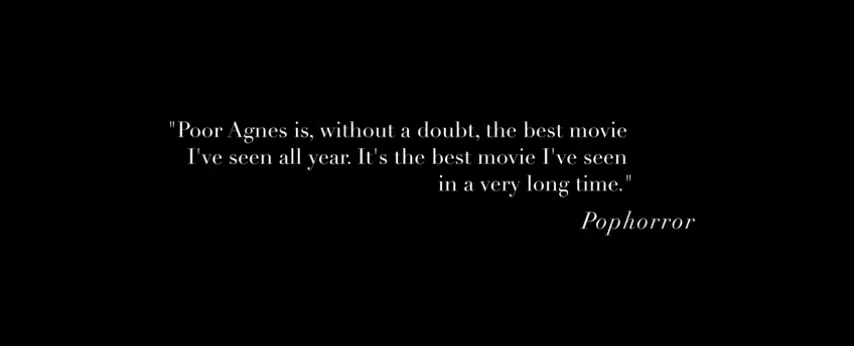 "Poor Agnes is, without a doubt, the best movie
I've seen all year. It's the best movie I've seen
in a very long time."
Pophorror